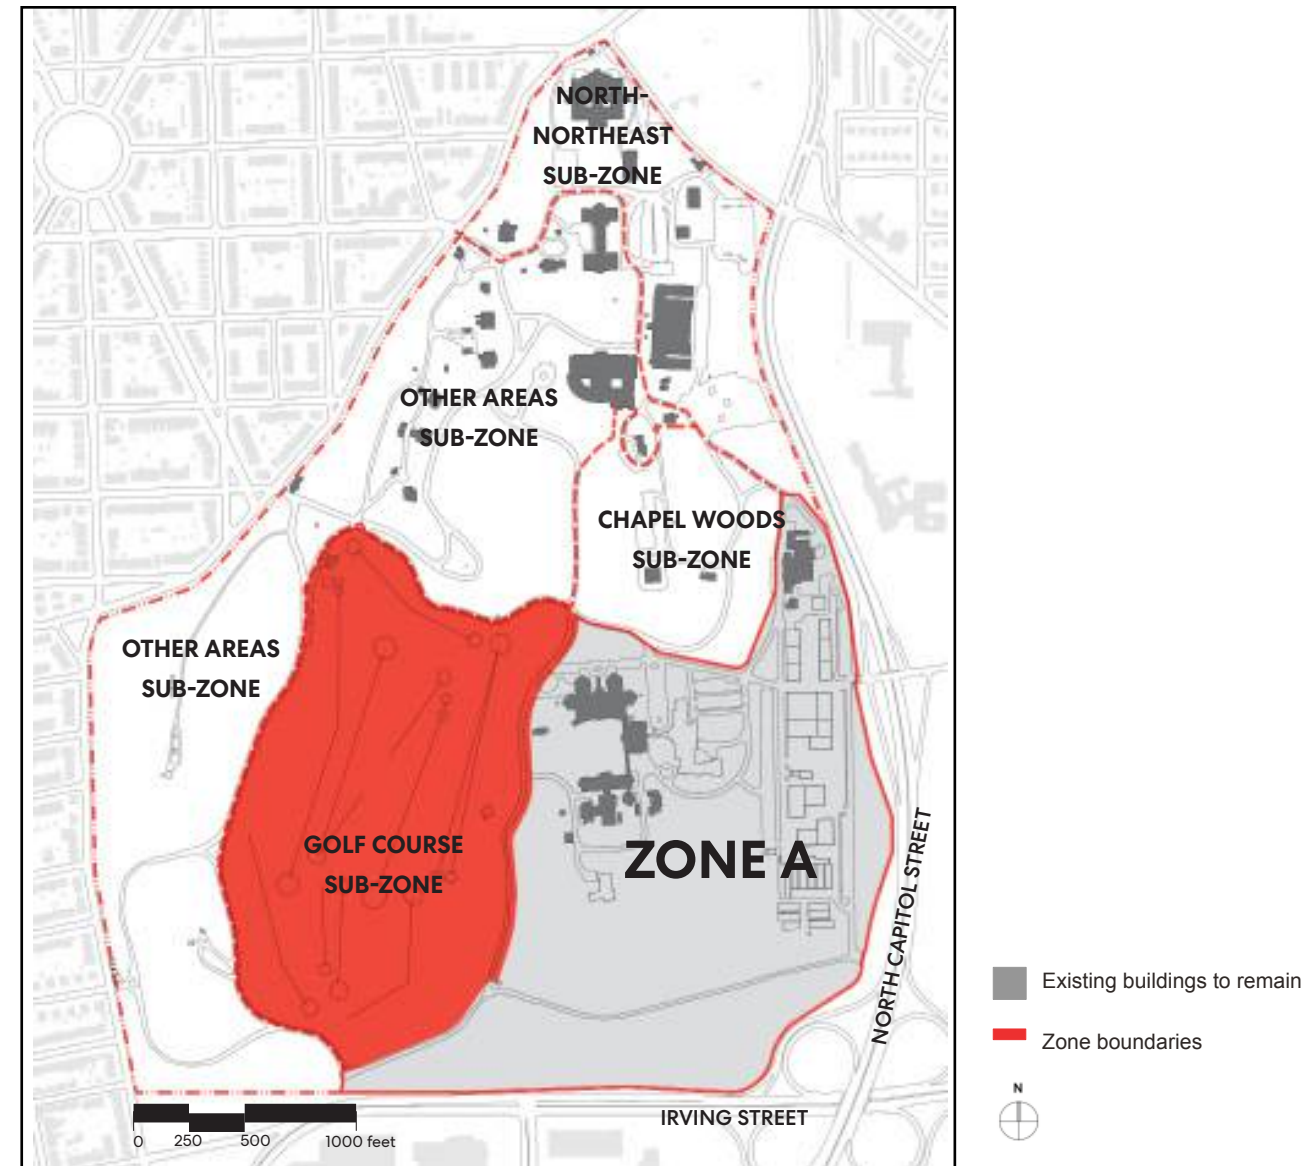 NORTH-
NORTHEAST
SUB-ZONE
OTHER AREAS
SUB-ZONE
CHAPEL WOODS
SUB-ZONE
OTHER AREAS
SUB-ZONE
GOLF COURSE
SUB-ZONE
ZONE A
NORTH CAPITOL STREET
IRVING STREET
0 250 500 1000 feet
Existing buildings to remain
Zone boundaries
N